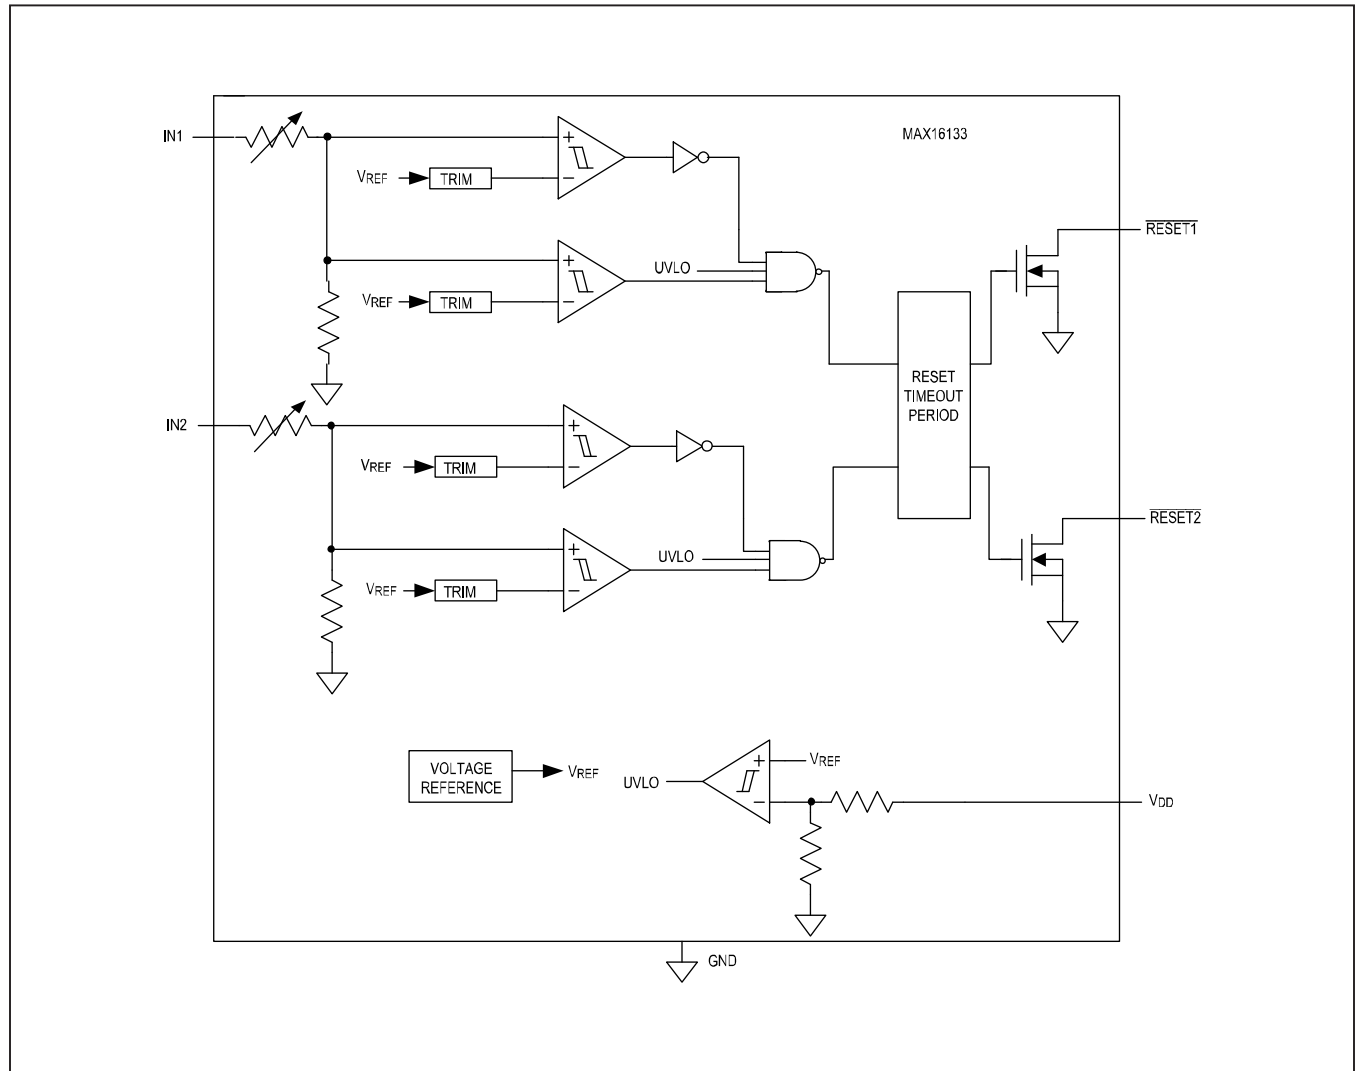 MAX16133
IN1
+
−
VREF
TRIM
RESET1
+
−
UVLO
VREF
TRIM
RESET
TIMEOUT
PERIOD
IN2
+
−
VREF
TRIM
RESET2
+
−
UVLO
VREF
TRIM
VOLTAGE
REFERENCE
VREF
UVLO
+
−
VREF
VDD
GND